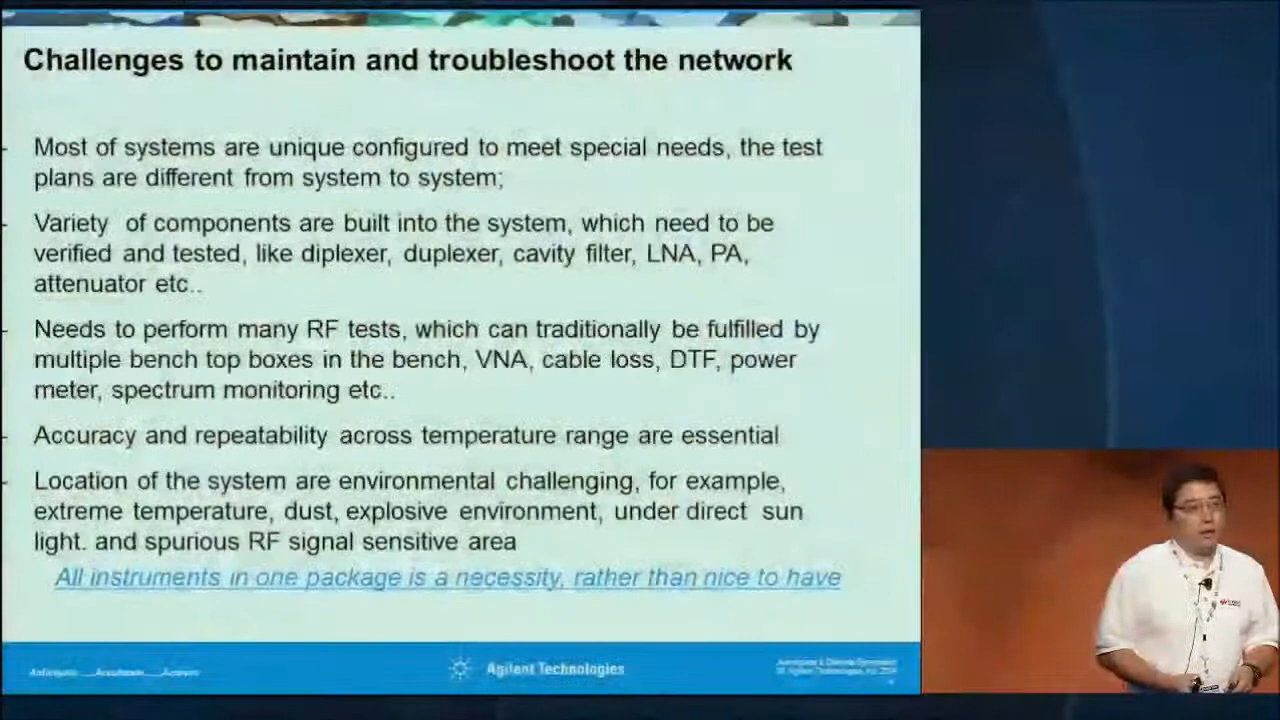 Challenges to maintain and troubleshoot the network
- Most of systems are unique configured to meet special needs, the test
plans are different from system to system;
- Variety of components are built into the system, which need to be
verified and tested, like diplexer, duplexer, cavity filter, LNA, PA,
attenuator etc..
- Needs to perform many RF tests, which can traditionally be fulfilled by
multiple bench top boxes in the bench, VNA, cable loss, DTF, power
meter, spectrum monitoring etc..
- Accuracy and repeatability across temperature range are essential
- Location of the system are environmental challenging, for example,
extreme temperature, dust, explosive environment, under direct sun
light. and spurious RF signal sensitive area
All instruments in one package is a necessity, rather than nice to have
Agilent Technologies